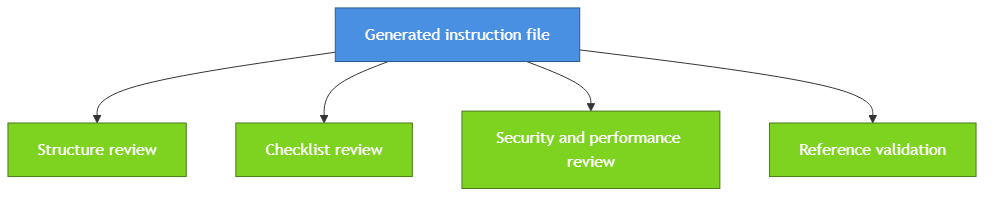 Generated instruction file
Structure review
Checklist review
Security and performance
review
Reference validation